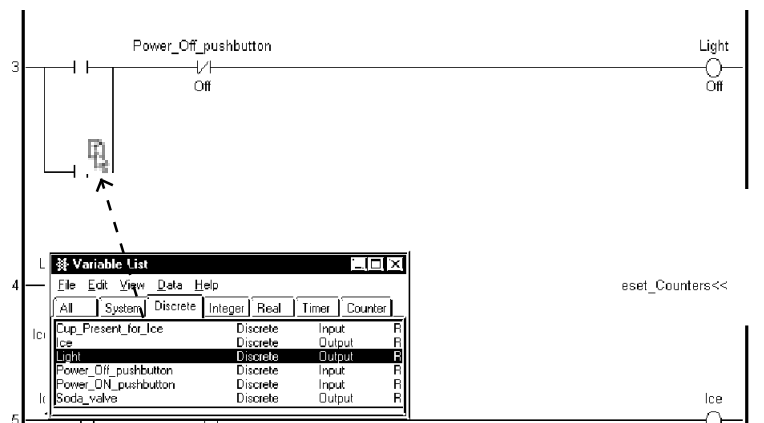 Power_Off_pushbutton
Light
3
Off
Off
L
Variable List
4
File Edit View Data Help
eset_Counters<<
All System Discrete Integer Real Timer Counter
Ici
Cup_Present_for_Ice Discrete Input R
Ice Discrete Output R
Light Discrete Output R
Power_Off_pushbutton Discrete Input R
Power_ON_pushbutton Discrete Input R
Soda_valve Discrete Output R
Ic
Ice
5